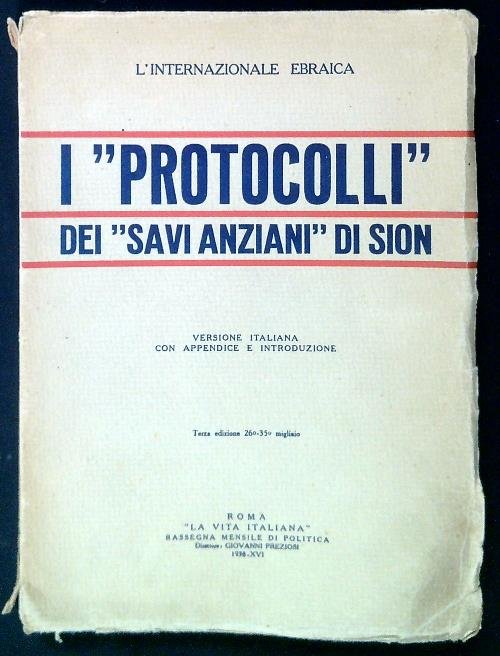 L'INTERNAZIONALE EBRAICA
I "PROTOCOLLI"
DEI "SAVI ANZIANI" DI SION
VERSIONE ITALIANA
CON APPENDICE E INTRODUZIONE
Terza edizione 26º-35º migliaio
ROMA
"LA VITA ITALIANA"
RASSEGNA MENSILE DI POLITICA
Direttore: GIOVANNI PREZIOSI
1938-XVI